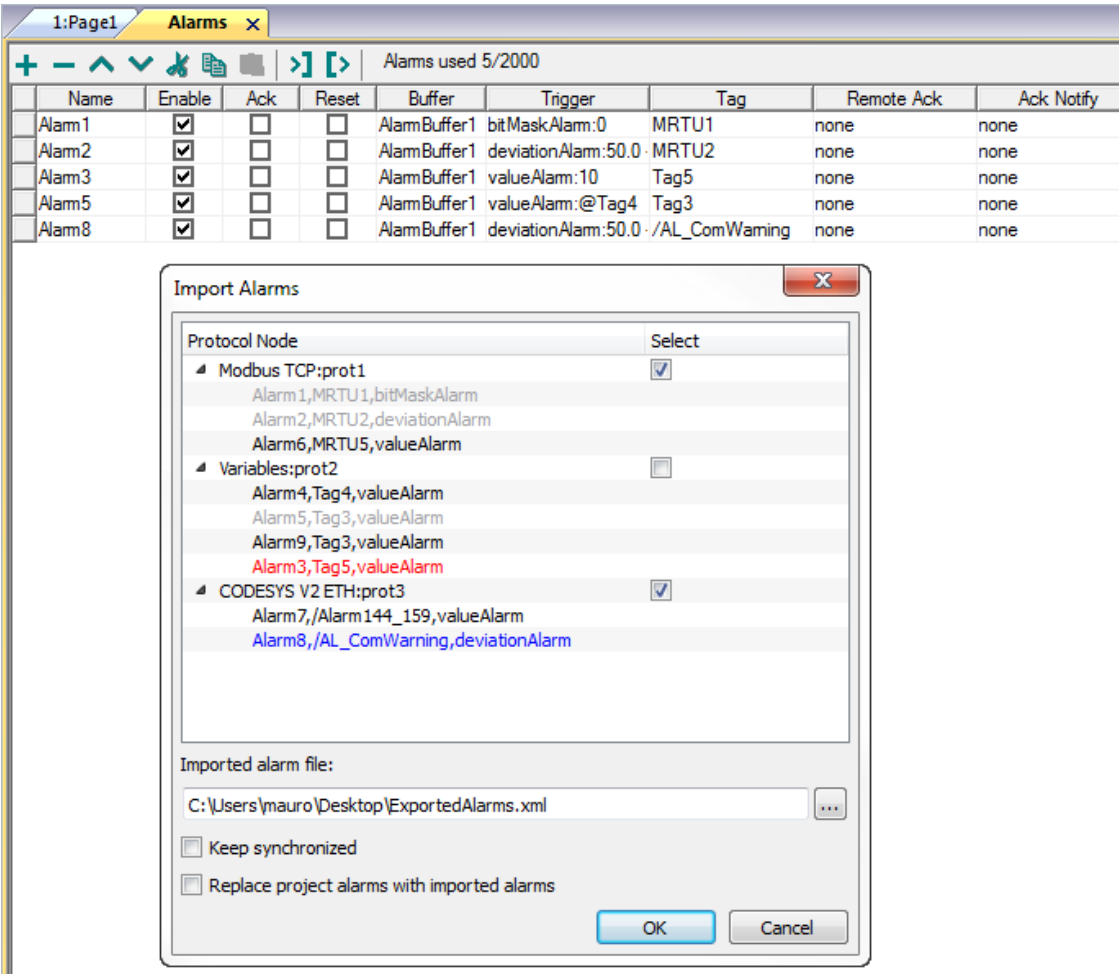 1:Page1 Alarms x
Alarms used 5/2000
Name Enable Ack Reset Buffer Trigger Tag Remote Ack Ack Notify
Alarm1 AlarmBuffer1 bitMaskAlarm:0 MRTU1 none none
Alarm2 AlarmBuffer1 deviationAlarm:50.0 - MRTU2 none none
Alarm3 AlarmBuffer1 valueAlarm:10 Tag5 none none
Alarm5 AlarmBuffer1 valueAlarm:@Tag4 Tag3 none none
Alarm8 AlarmBuffer1 deviationAlarm:50.0 - /AL_ComWarning none none
Import Alarms
Protocol Node Select
Modbus TCP:prot1
Alarm1,MRTU1,bitMaskAlarm
Alarm2,MRTU2,deviationAlarm
Alarm6,MRTU5,valueAlarm
Variables:prot2
Alarm4,Tag4,valueAlarm
Alarm5,Tag3,valueAlarm
Alarm9,Tag3,valueAlarm
Alarm3,Tag5,valueAlarm
CODESYS V2 ETH:prot3
Alarm7,/Alarm144_159,valueAlarm
Alarm8,/AL_ComWarning,deviationAlarm
Imported alarm file:
C:\Users\mauro\Desktop\ExportedAlarms.xml ...
Keep synchronized
Replace project alarms with imported alarms
OK Cancel